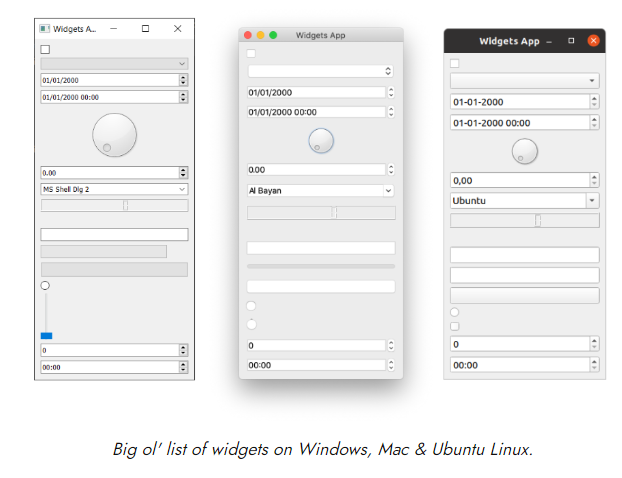 Widgets A...
01/01/2000
01/01/2000 00:00
0.00
MS Shell Dlg 2
0
00:00
Widgets App
01/01/2000
01/01/2000 00:00
0.00
Al Bayan
0
00:00
Widgets App
01-01-2000
01-01-2000 00:00
0,00
Ubuntu
0
00:00
Big ol' list of widgets on Windows, Mac & Ubuntu Linux.